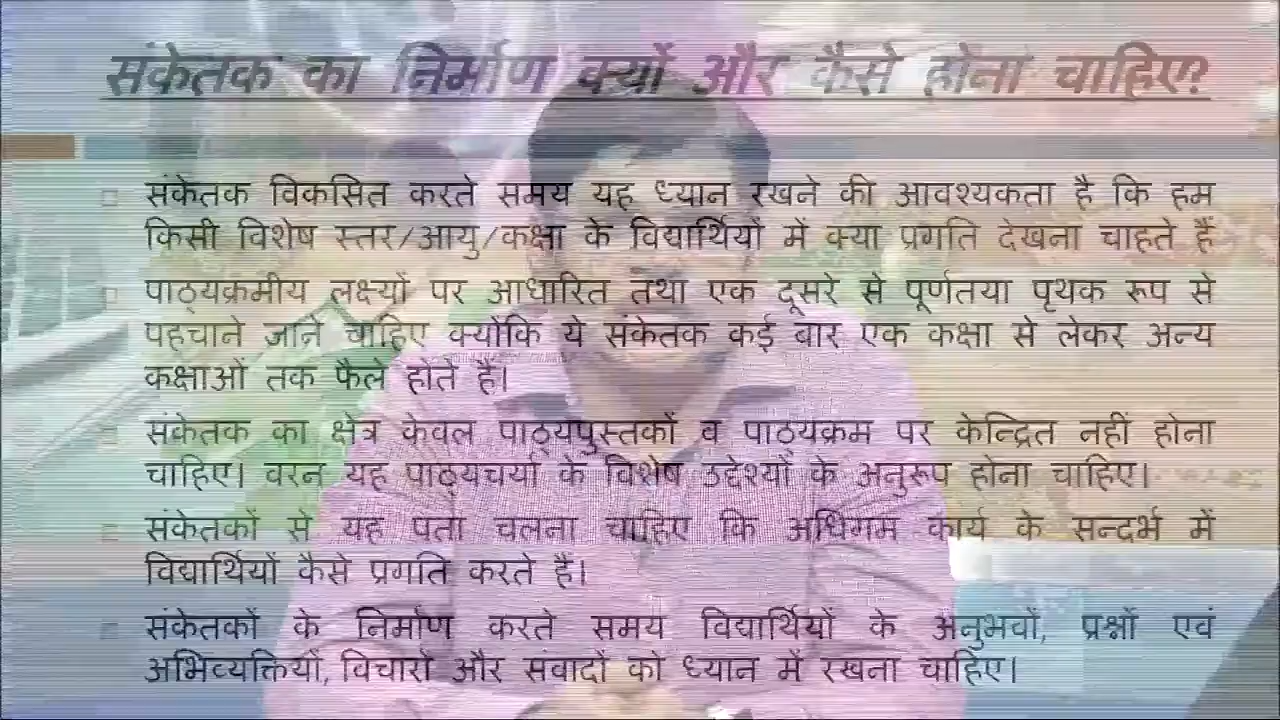 संकेतक का निर्माण क्यों और कैसे होना चाहिए?
संकेतक विकसित करते समय यह ध्यान रखने की आवश्यकता है कि हम
किसी विशेष स्तर/आयु/कक्षा के विद्यार्थियों में क्या प्रगति देखना चाहते हैं
पाठ्यक्रमीय लक्ष्यों पर आधारित तथा एक दूसरे से पूर्णतया पृथक रूप से
पहचाने जाने चाहिए क्योंकि ये संकेतक कई बार एक कक्षा से लेकर अन्य
कक्षाओं तक फैले होते हैं।
संकेतक का क्षेत्र केवल पाठ्यपुस्तकों व पाठ्यक्रम पर केन्द्रित नहीं होना
चाहिए। वरन यह पाठ्यचर्या के विशेष उद्देश्यों के अनुरूप होना चाहिए।
संकेतकों से यह पता चलना चाहिए कि अधिगम कार्य के सन्दर्भ में
विद्यार्थियों कैसे प्रगति करते हैं।
संकेतकों के निर्माण करते समय विद्यार्थियों के अनुभवों, प्रश्नों एवं
अभिव्यक्तियों, विचारों और संवादों को ध्यान में रखना चाहिए।